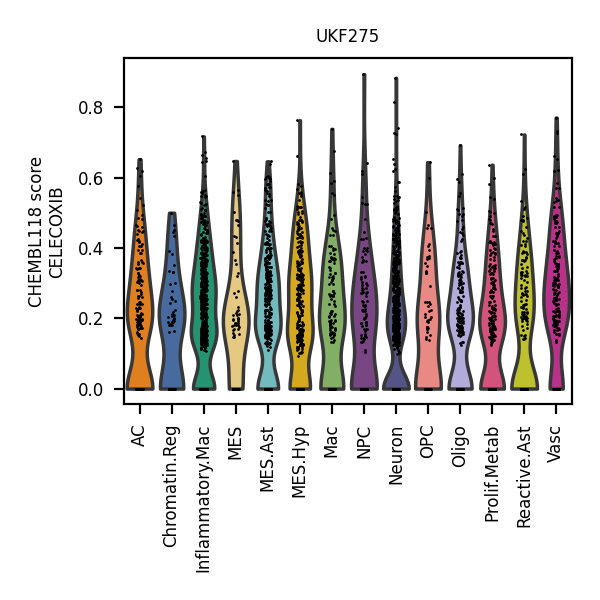 UKF275
CHEMBL118 score
CELECOXIB
0.8
0.6
0.4
0.2
0.0
AC
Chromatin.Reg
Inflammatory.Mac
MES
MES.Ast
MES.Hyp
Mac
NPC
Neuron
OPC
Oligo
Prolif.Metab
Reactive.Ast
Vasc